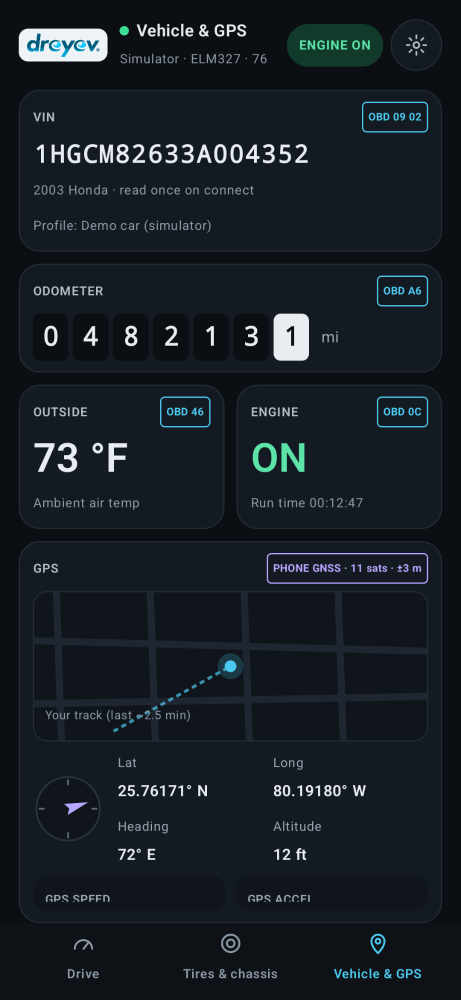 dreyev.
Vehicle & GPS
Simulator · ELM327 · 76
ENGINE ON
VIN
OBD 09 02
1HGCM82633A004352
2003 Honda · read once on connect
Profile: Demo car (simulator)
ODOMETER
OBD A6
0 4 8 2 1 3 1 mi
OUTSIDE
OBD 46
73 °F
Ambient air temp
ENGINE
OBD 0C
ON
Run time 00:12:47
GPS
PHONE GNSS · 11 sats · ±3 m
Your track (last ~2.5 min)
Lat
Long
25.76171° N
80.19180° W
Heading
Altitude
72° E
12 ft
GPS SPEED
GPS ACCEL
Drive
Tires & chassis
Vehicle & GPS